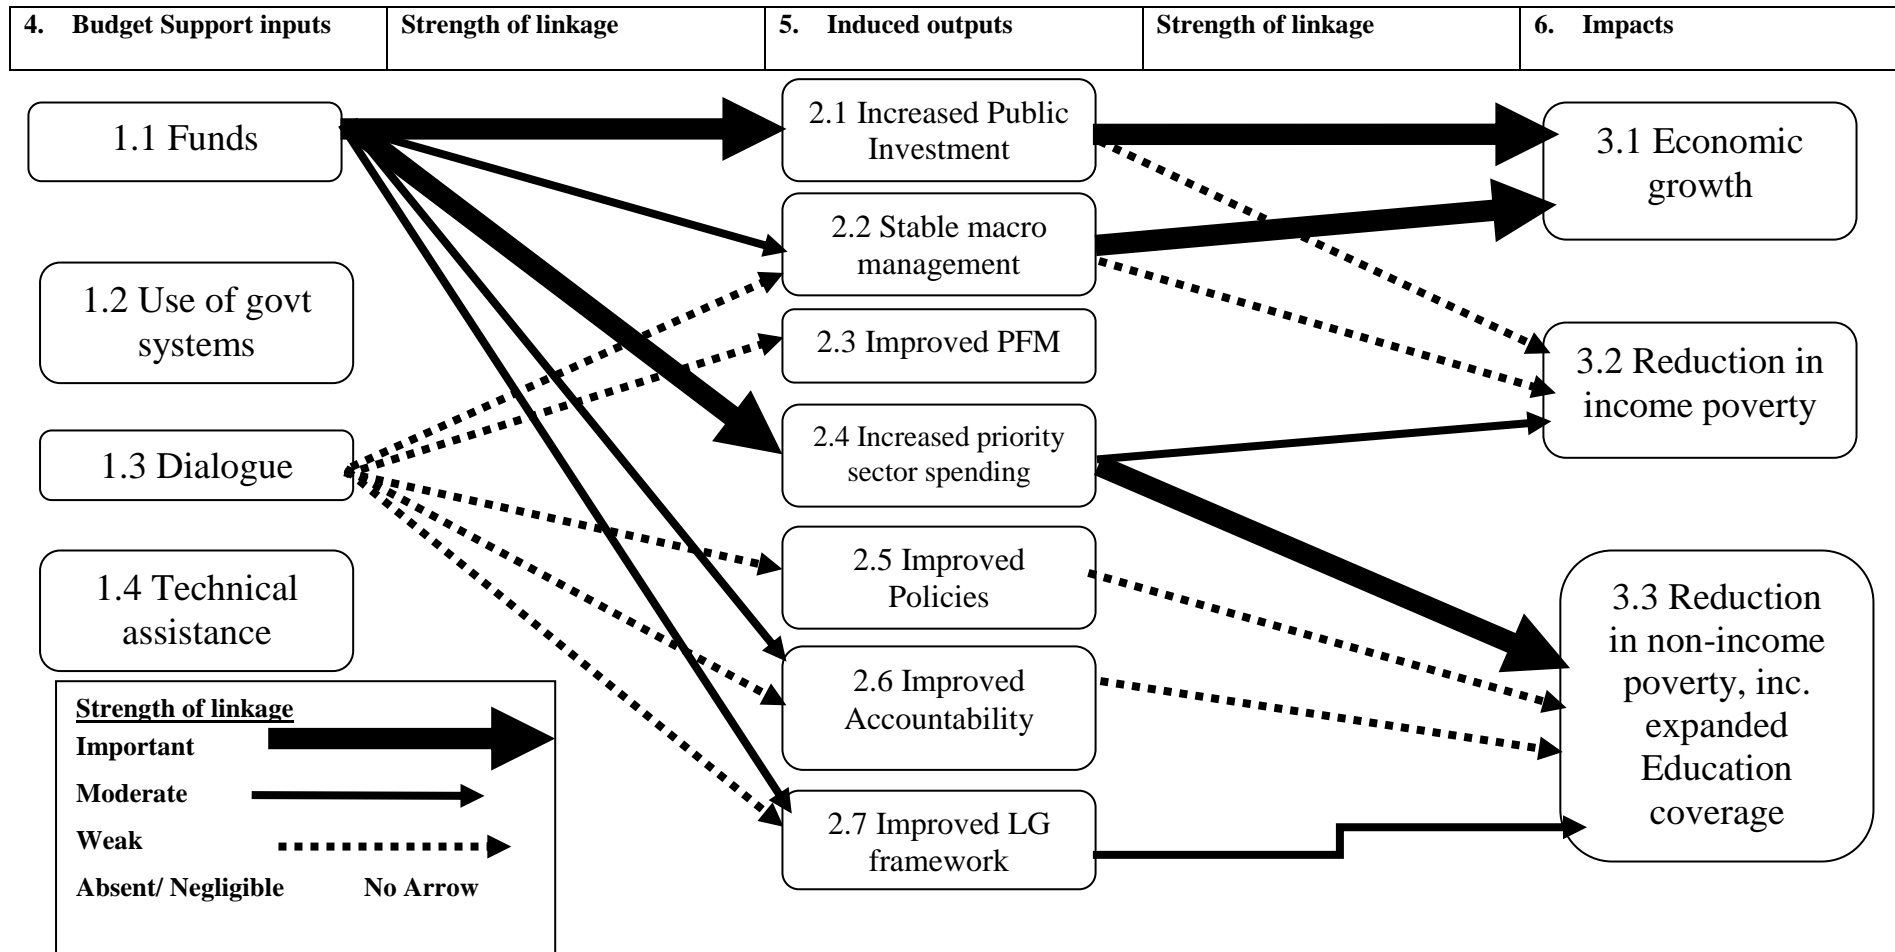 4. Budget Support inputs
Strength of linkage
5. Induced outputs
Strength of linkage
6. Impacts
1.1 Funds
1.2 Use of govt
systems
1.3 Dialogue
1.4 Technical
assistance
2.1 Increased Public
Investment
2.2 Stable macro
management
2.3 Improved PFM
2.4 Increased priority
sector spending
2.5 Improved
Policies
2.6 Improved
Accountability
2.7 Improved LG
framework
3.1 Economic
growth
3.2 Reduction in
income poverty
3.3 Reduction
in non-income
poverty, inc.
expanded
Education
coverage
Strength of linkage
Important
Moderate
Weak
Absent/ Negligible No Arrow